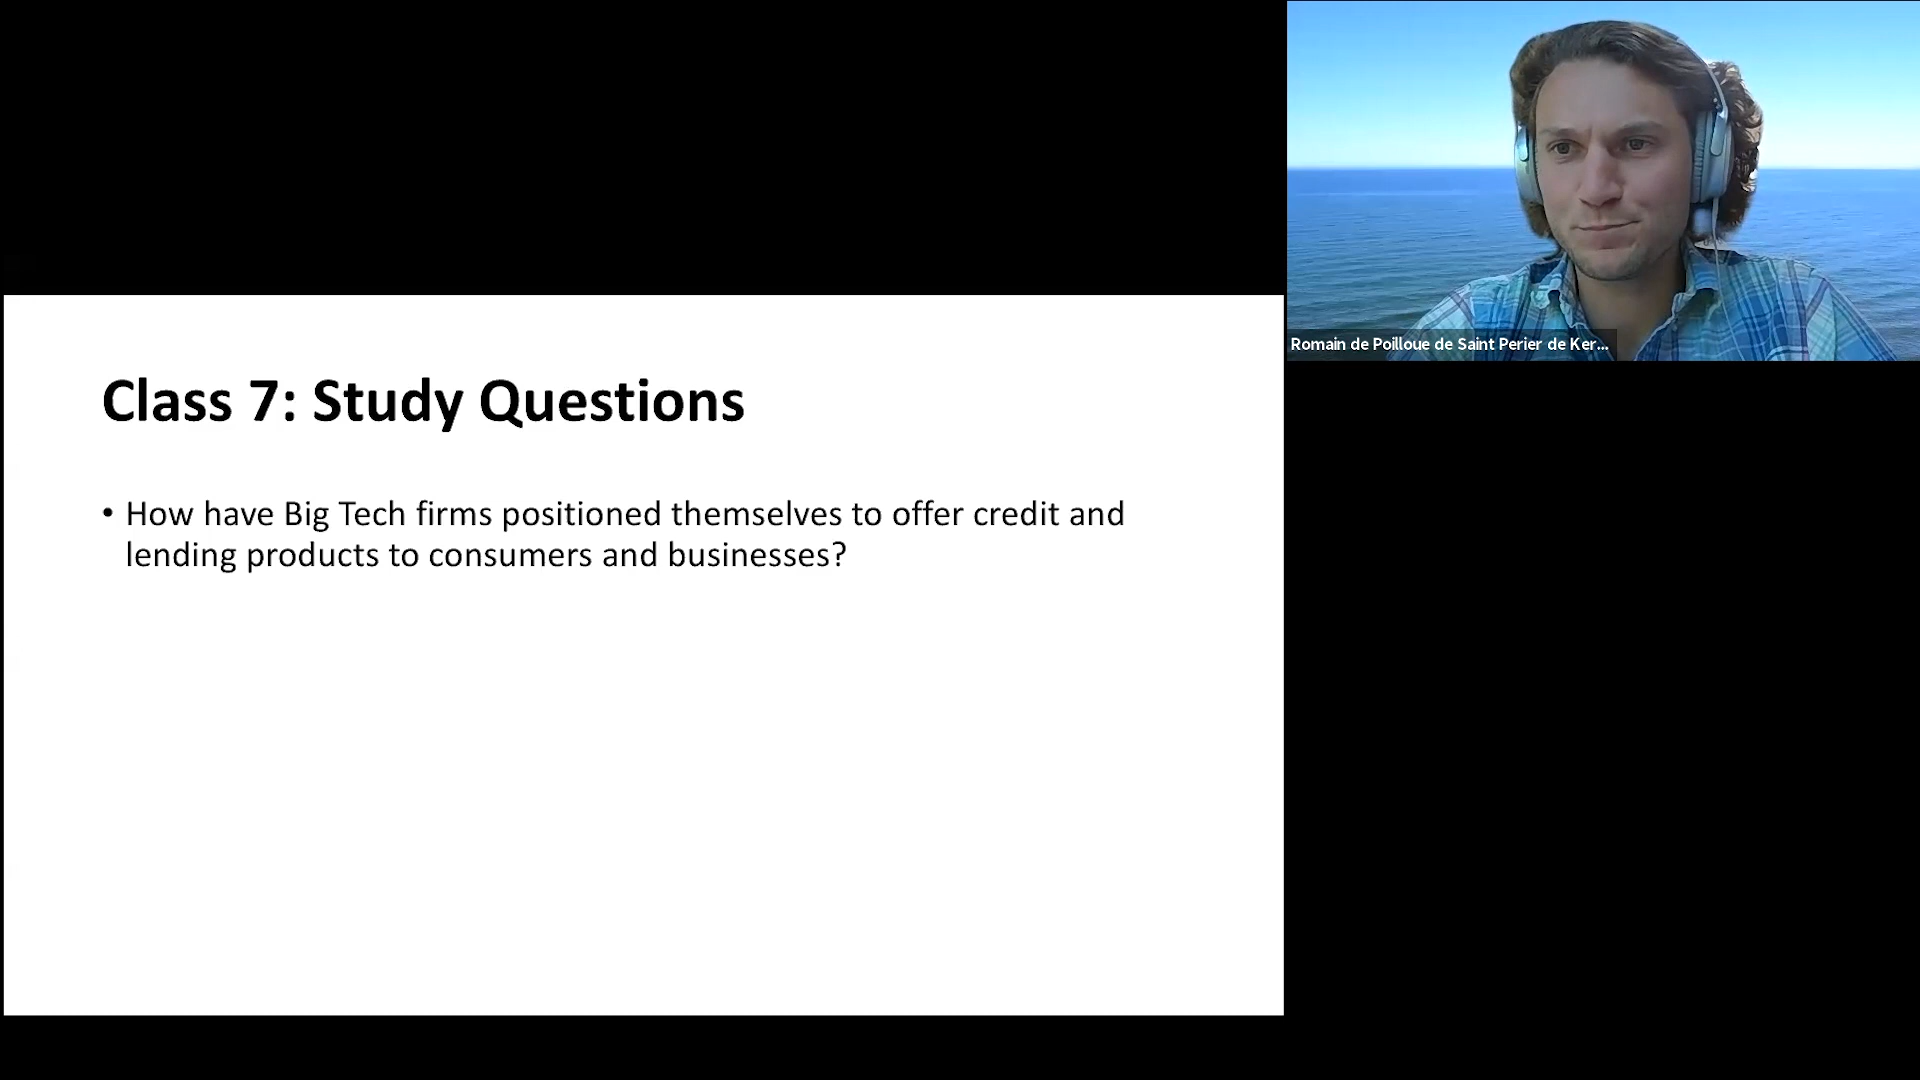 Romain de Poilloue de Saint Perier de Ker...
Class 7: Study Questions
• How have Big Tech firms positioned themselves to offer credit and
lending products to consumers and businesses?